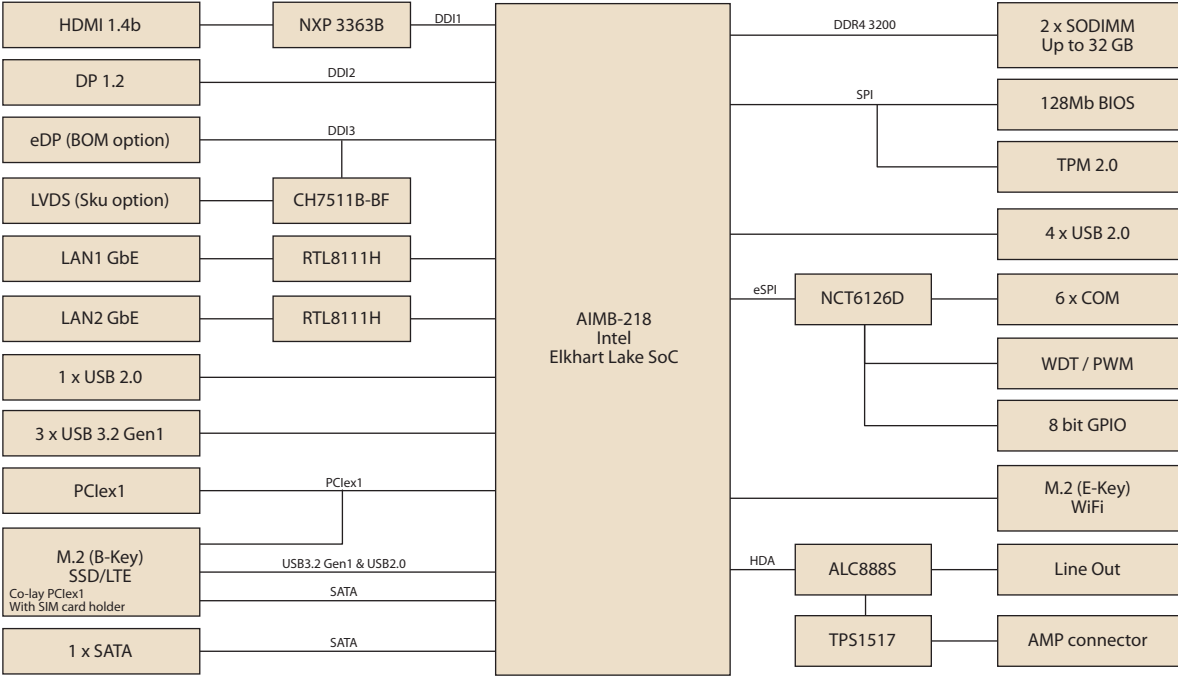 HDMI 1.4b
NXP 3363B
DDI1
DP 1.2
DDI2
eDP (BOM option)
DDI3
LVDS (Sku option)
CH7511B-BF
LAN1 GbE
RTL8111H
LAN2 GbE
RTL8111H
1 x USB 2.0
3 x USB 3.2 Gen1
PCIex1
PCIex1
M.2 (B-Key)
SSD/LTE
Co-lay PCIex1
With SIM card holder
USB3.2 Gen1 & USB2.0
SATA
1 x SATA
SATA
AIMB-218
Intel
Elkhart Lake SoC
DDR4 3200
2 x SODIMM
Up to 32 GB
SPI
128Mb BIOS
TPM 2.0
4 x USB 2.0
eSPI
NCT6126D
6 x COM
WDT / PWM
8 bit GPIO
M.2 (E-Key)
WiFi
HDA
ALC888S
Line Out
TPS1517
AMP connector